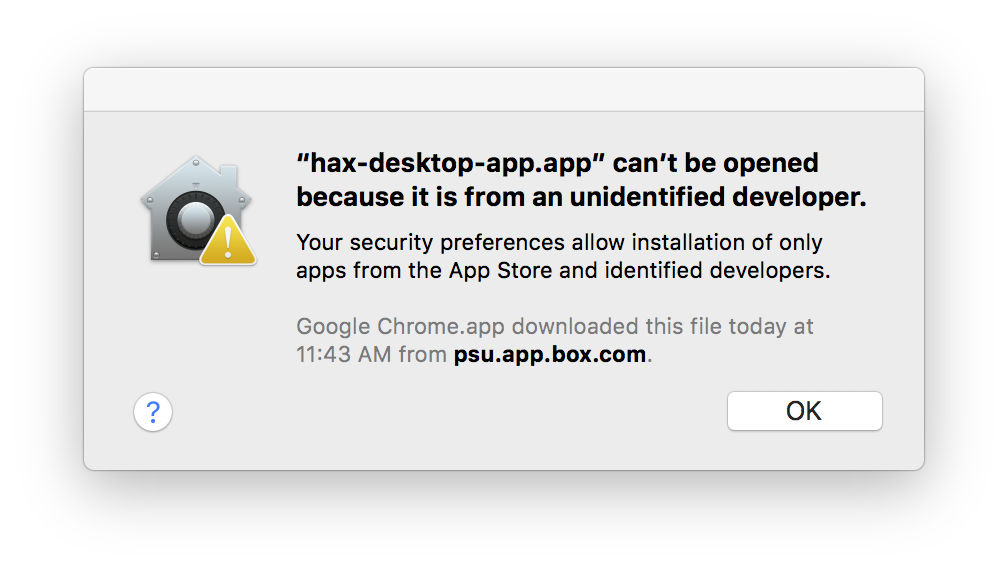 “hax-desktop-app.app” can’t be opened
because it is from an unidentified developer.
Your security preferences allow installation of only
apps from the App Store and identified developers.
Google Chrome.app downloaded this file today at
11:43 AM from psu.app.box.com.
?
OK